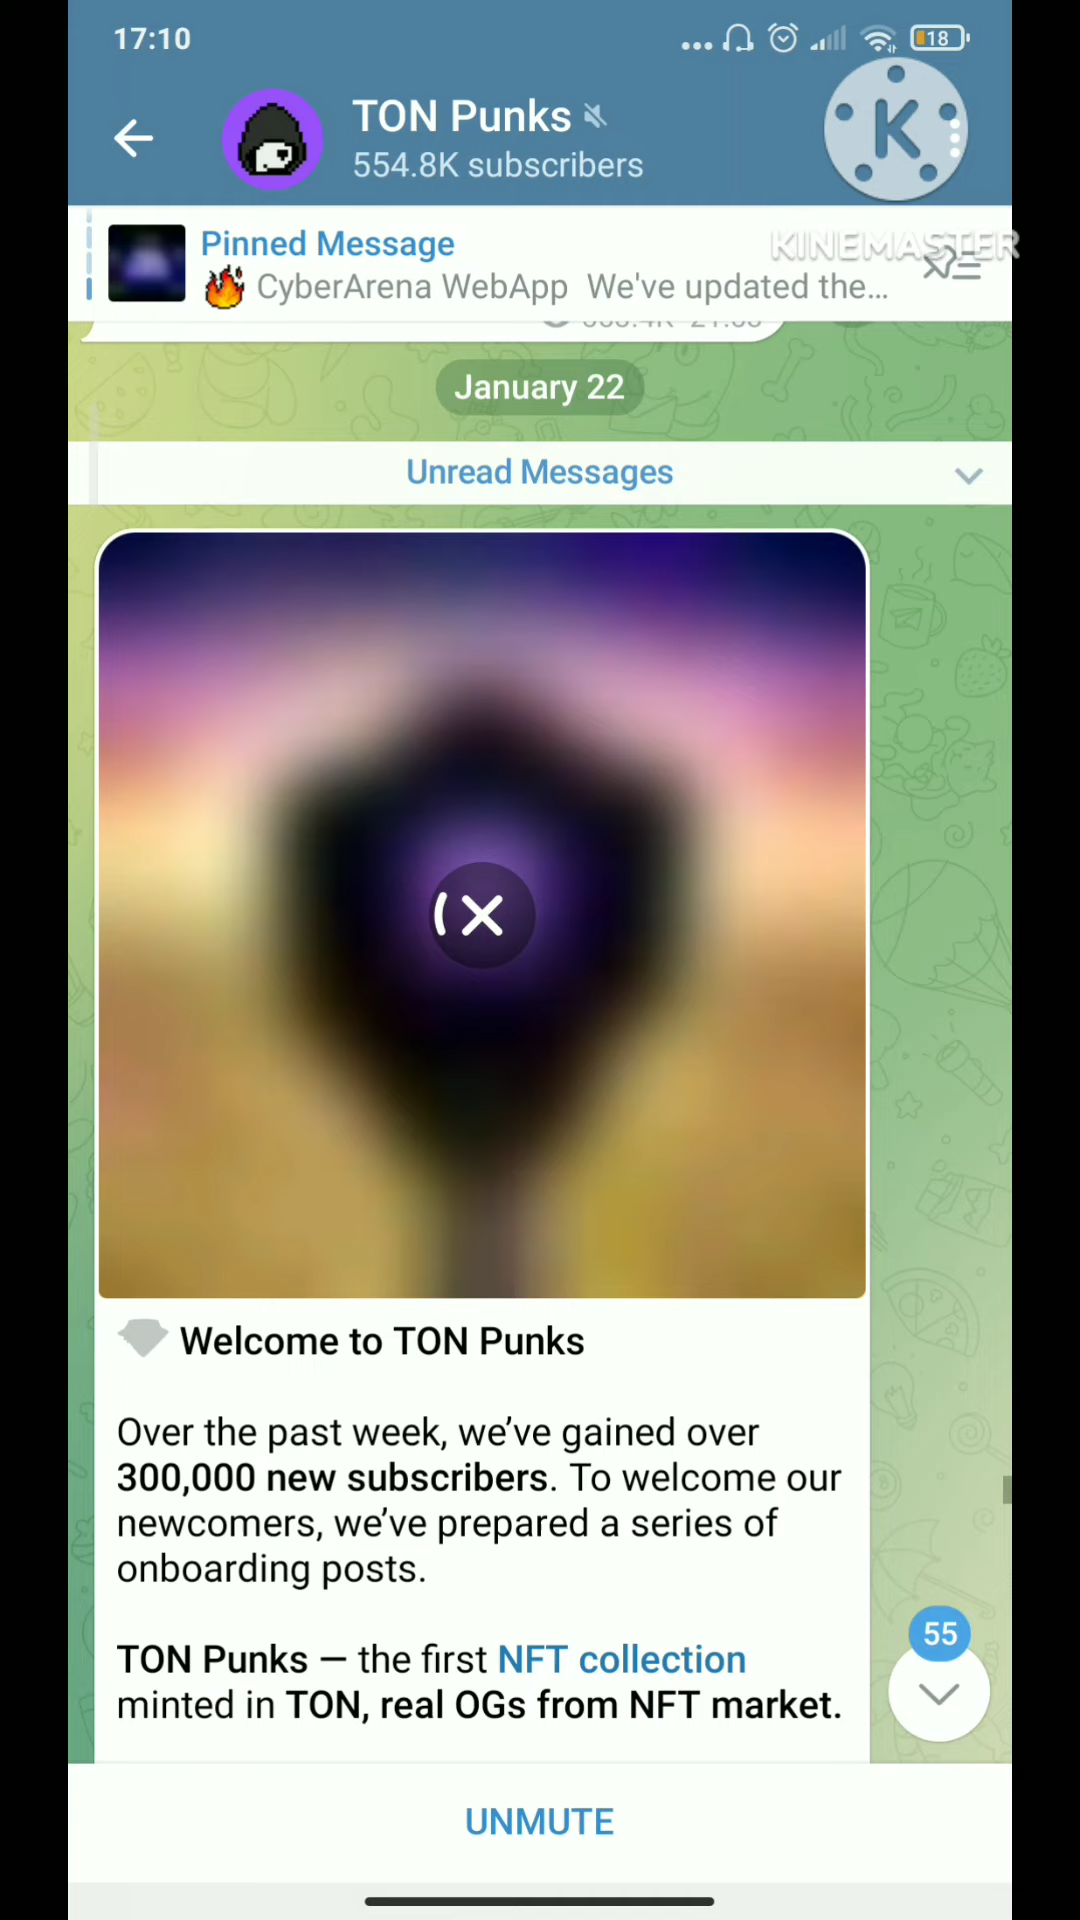 17:10
18
TON Punks
554.8K subscribers
K
KINEMASTER
Pinned Message
🔥 CyberArena WebApp We've updated the...
January 22
Unread Messages
Welcome to TON Punks
Over the past week, we’ve gained over
300,000 new subscribers. To welcome our
newcomers, we’ve prepared a series of
onboarding posts.
TON Punks — the first NFT collection
minted in TON, real OGs from NFT market.
55
UNMUTE